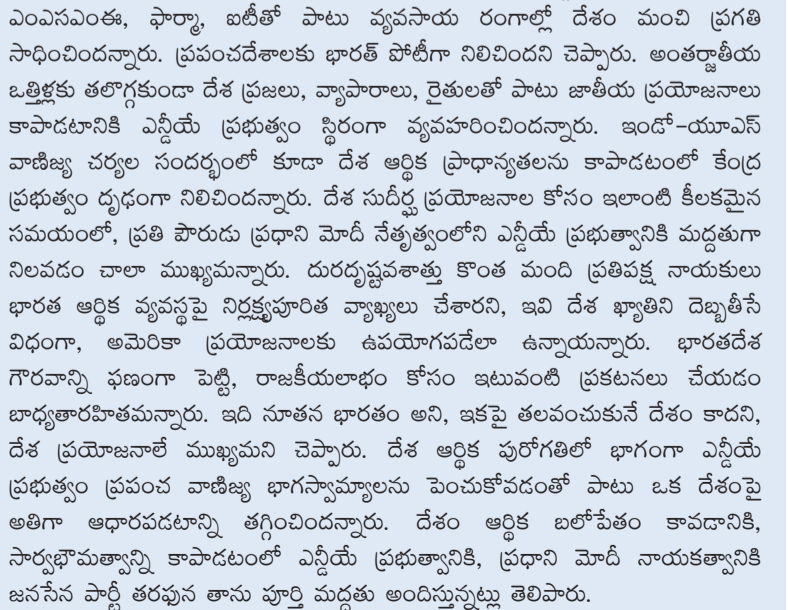 ఎంఎసఎంఈ, ఫార్మా, ఐటీతో పాటు వ్యవసాయ రంగాల్లో దేశం మంచి ప్రగతి
సాధించిందన్నారు. ప్రపంచదేశాలకు భారత్ పోటీగా నిలిచిందని చెప్పారు. అంతర్జాతీయ
ఒత్తిళ్లకు తలొగ్గకుండా దేశ ప్రజలు, వ్యాపారాలు, రైతులతో పాటు జాతీయ ప్రయోజనాలు
కాపాడటానికి ఎన్డీయే ప్రభుత్వం స్థిరంగా వ్యవహరించిందన్నారు. ఇండో-యూఎస్
వాణిజ్య చర్యల సందర్భంలో కూడా దేశ ఆర్థిక ప్రాధాన్యతలను కాపాడటంలో కేంద్ర
ప్రభుత్వం దృఢంగా నిలిచిందన్నారు. దేశ సుదీర్ఘ ప్రయోజనాల కోసం ఇలాంటి కీలకమైన
సమయంలో, ప్రతి పౌరుడు ప్రధాని మోదీ నేతృత్వంలోని ఎన్డీయే ప్రభుత్వానికి మద్దతుగా
నిలవడం చాలా ముఖ్యమన్నారు. దురదృష్టవశాత్తు కొంత మంది ప్రతిపక్ష నాయకులు
భారత ఆర్థిక వ్యవస్థపై నిర్లక్ష్యపూరిత వ్యాఖ్యలు చేశారని, ఇవి దేశ ఖ్యాతిని దెబ్బతీసే
విధంగా, అమెరికా ప్రయోజనాలకు ఉపయోగపడేలా ఉన్నాయన్నారు. భారతదేశ
గౌరవాన్ని ఫణంగా పెట్టి, రాజకీయలాభం కోసం ఇటువంటి ప్రకటనలు చేయడం
బాధ్యతారహితమన్నారు. ఇది నూతన భారతం అని, ఇకపై తలవంచుకునే దేశం కాదని,
దేశ ప్రయోజనాలే ముఖ్యమని చెప్పారు. దేశ ఆర్థిక పురోగతిలో భాగంగా ఎన్డీయే
ప్రభుత్వం ప్రపంచ వాణిజ్య భాగస్వామ్యాలను పెంచుకోవడంతో పాటు ఒక దేశంపై
అతిగా ఆధారపడటాన్ని తగ్గించిందన్నారు. దేశం ఆర్థిక బలోపేతం కావడానికి,
సార్వభౌమత్వాన్ని కాపాడటంలో ఎన్డీయే ప్రభుత్వానికి, ప్రధాని మోదీ నాయకత్వానికి
జనసేన పార్టీ తరఫున తాను పూర్తి మద్దతు అందిస్తున్నట్లు తెలిపారు.